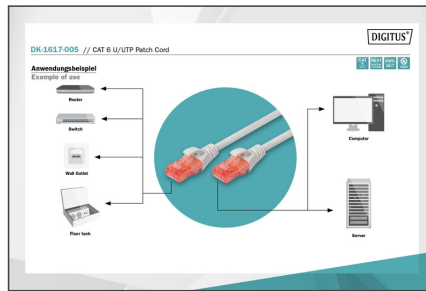 DIGITUS®
DK-1617-005 // CAT 6 U/UTP Patch Cord
Anwendungsbeispiel
Example of use
Router
Switch
Wall Outlet
Floor tank
Computer
Server